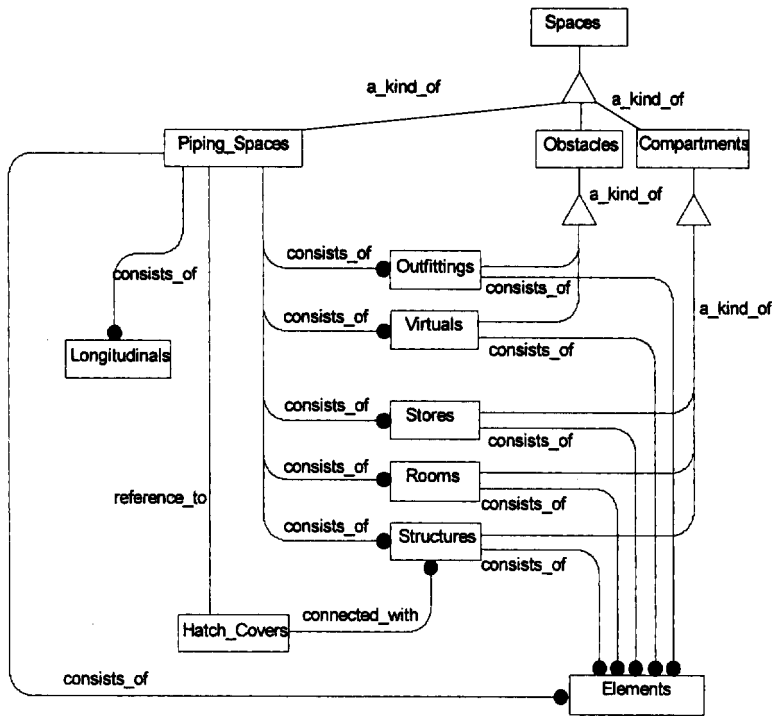 Spaces
a_kind_of
a_kind_of
Piping_Spaces
Obstacles
Compartments
a_kind_of
consists_of
Outfittings
consists_of
consists_of
a_kind_of
consists_of
Virtuals
Longitudinals
consists_of
consists_of
Stores
consists_of
consists_of
Rooms
reference_to
consists_of
consists_of
Structures
consists_of
connected_with
Hatch_Covers
consists_of
Elements